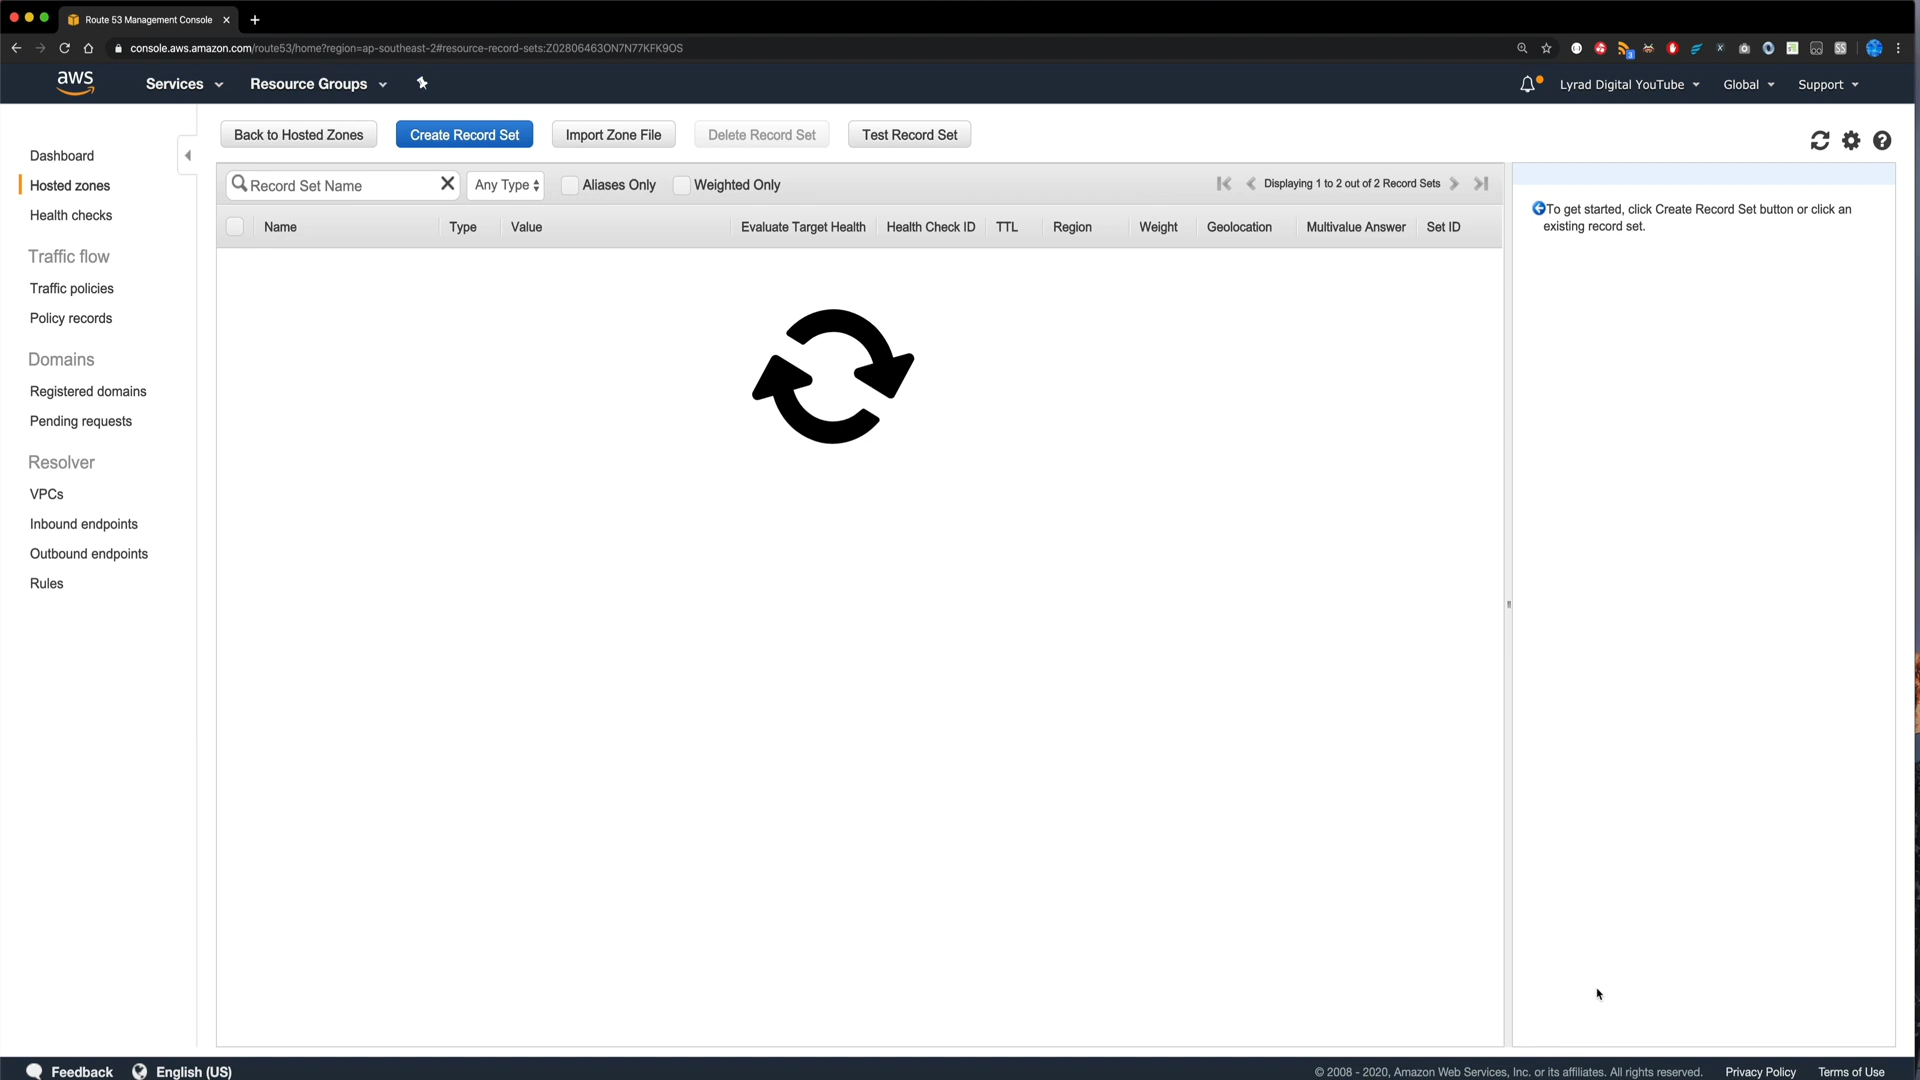 Route 53 Management Console
console.aws.amazon.com/route53/home?region=ap-southeast-2#resource-record-sets:Z02806463ON7N77KFK9OS
aws
Services
Resource Groups
Lyrad Digital YouTube
Global
Support
Dashboard
Hosted zones
Health checks
Traffic flow
Traffic policies
Policy records
Domains
Registered domains
Pending requests
Resolver
VPCs
Inbound endpoints
Outbound endpoints
Rules
Back to Hosted Zones
Create Record Set
Import Zone File
Delete Record Set
Test Record Set
Record Set Name
Any Type
Aliases Only
Weighted Only
Displaying 1 to 2 out of 2 Record Sets
Name
Type
Value
Evaluate Target Health
Health Check ID
TTL
Region
Weight
Geolocation
Multivalue Answer
Set ID
To get started, click Create Record Set button or click an
existing record set.
Feedback
English (US)
© 2008 - 2020, Amazon Web Services, Inc. or its affiliates. All rights reserved.
Privacy Policy
Terms of Use